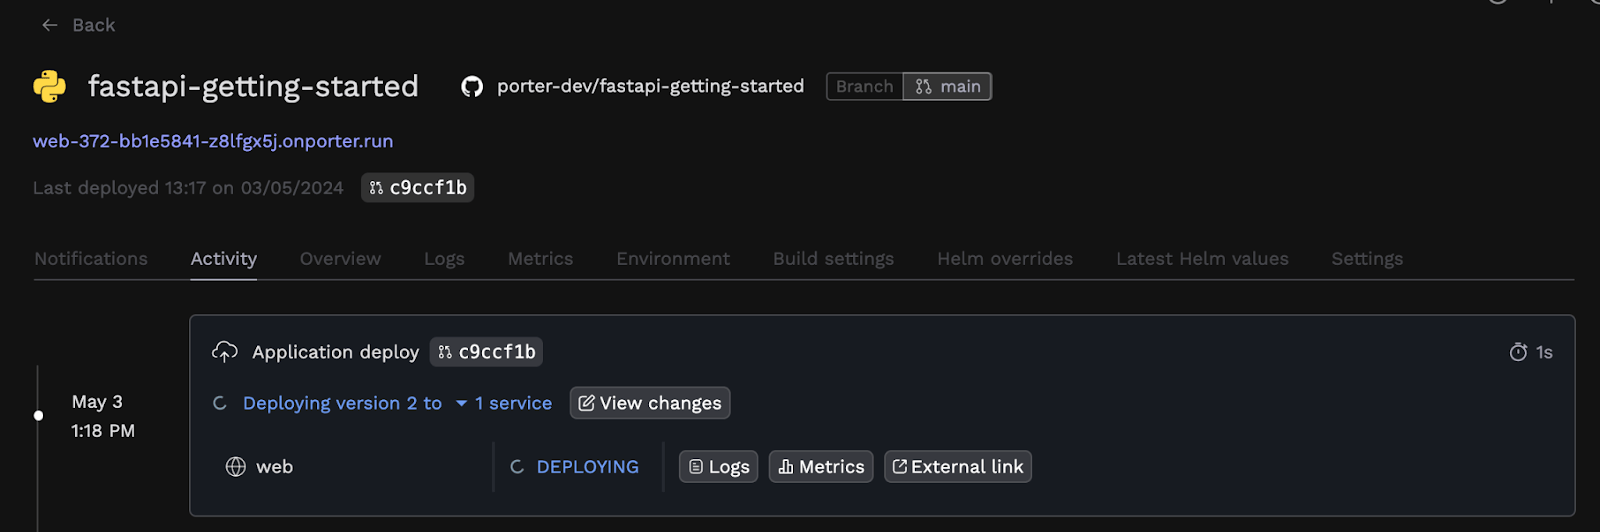 Back
fastapi-getting-started porter-dev/fastapi-getting-started Branch main
web-372-bb1e5841-z8lfgx5j.onporter.run
Last deployed 13:17 on 03/05/2024 c9ccf1b
Notifications Activity Overview Logs Metrics Environment Build settings Helm overrides Latest Helm values Settings
Application deploy c9ccf1b 1s
May 3
1:18 PM
Deploying version 2 to 1 service View changes
web DEPLOYING Logs Metrics External link